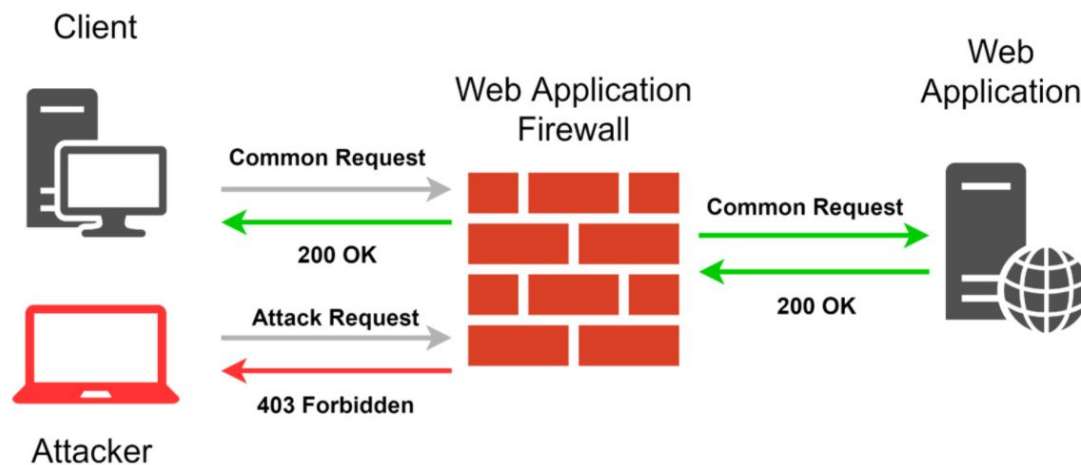 Client
Web
Application
Web Application
Firewall
Common Request
200 OK
Common Request
200 OK
Attack Request
403 Forbidden
Attacker